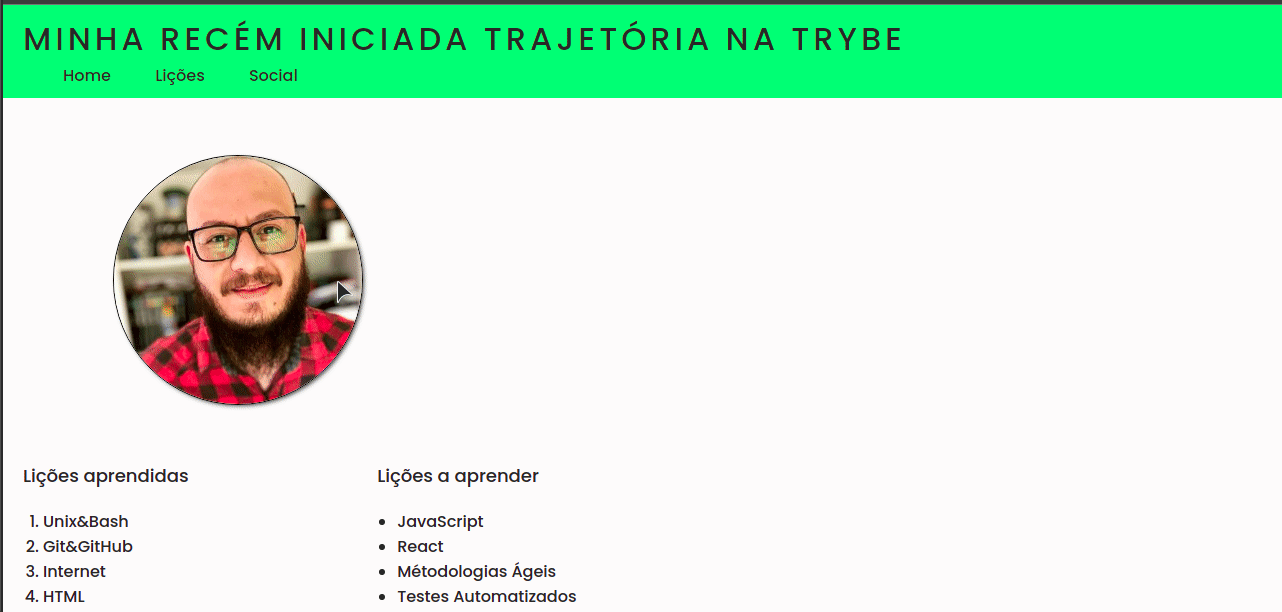 MINHA RECÉM INICIADA TRAJETÓRIA NA TRYBE
Home Lições Social
Lições aprendidas
1. Unix&Bash
2. Git&GitHub
3. Internet
4. HTML
Lições a aprender
• JavaScript
• React
• Métodologias Ágeis
• Testes Automatizados